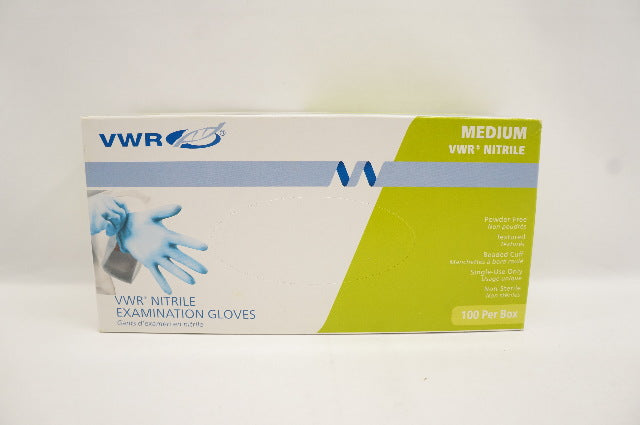 VWR®
MEDIUM
VWR® NITRILE
Powder Free
Non poudrés
Textured
Texturés
Beaded Cuff
Manchettes à bord roulé
Single-Use Only
Usage unique
Non Sterile
Non stériles
100 Per Box
VWR® NITRILE
EXAMINATION GLOVES
Gants d'examen en nitrile